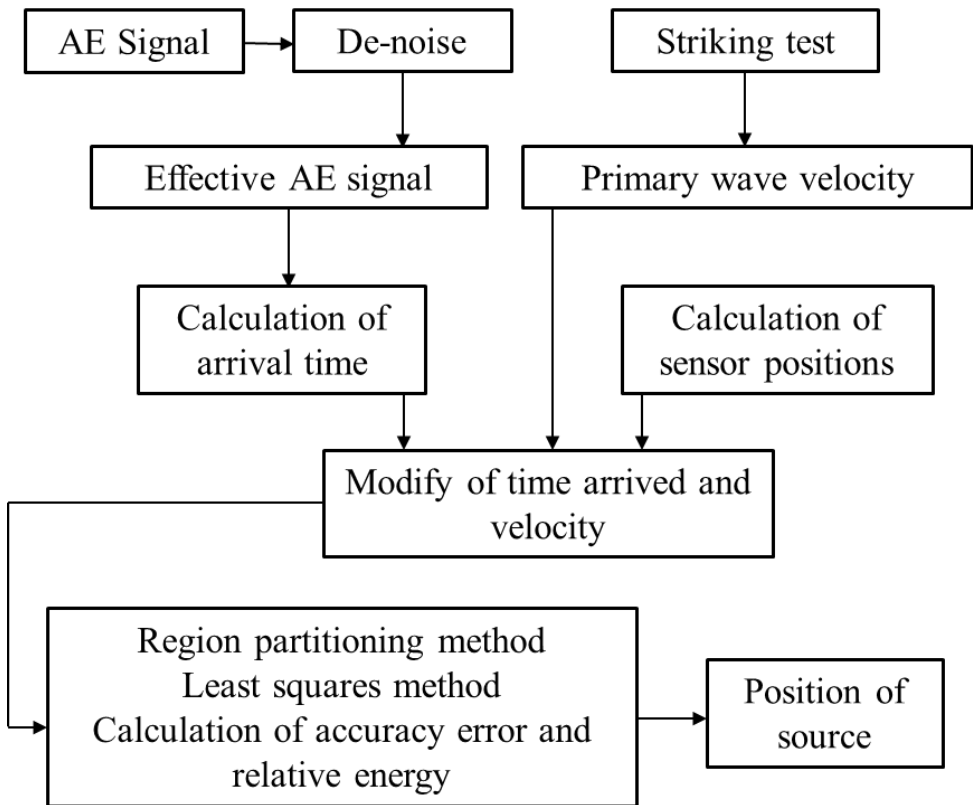 AE Signal
De-noise
Striking test
Effective AE signal
Primary wave velocity
Calculation of
arrival time
Calculation of
sensor positions
Modify of time arrived and
velocity
Region partitioning method
Least squares method
Calculation of accuracy error and
relative energy
Position of
source